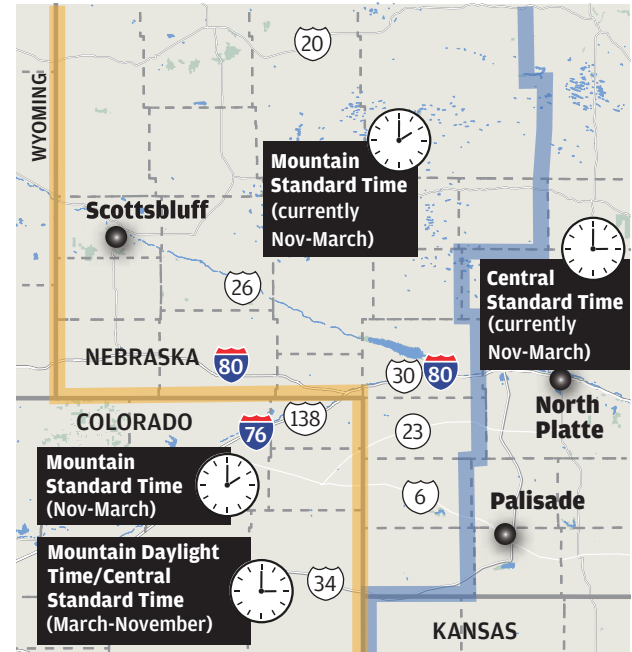 20
WYOMING
Mountain
Standard Time
(currently
Nov-March)
Scottsbluff
Central
Standard Time
(currently
Nov-March)
26
NEBRASKA
80
30
80
North
Platte
COLORADO
138
76
23
Mountain
Standard Time
(Nov-March)
6
Palisade
Mountain Daylight
Time/Central
Standard Time
(March-November)
34
KANSAS